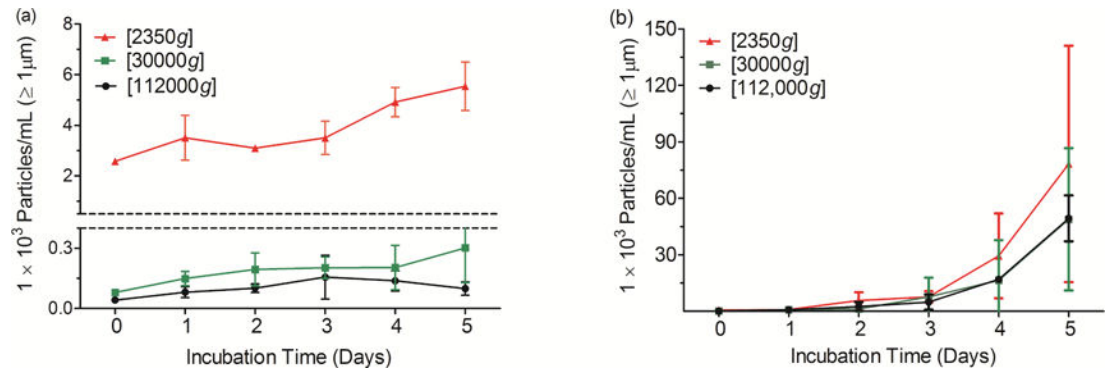 (a)
1 × 10³ Particles/mL (≥ 1μm)
8
6
4
2
0.3
0.0
[2350g]
[30000g]
[112000g]
0 1 2 3 4 5
Incubation Time (Days)
(b)
1 × 10³ Particles/mL (≥ 1μm)
150
120
90
60
30
[2350g]
[30000g]
[112,000g]
0 1 2 3 4 5
Incubation Time (Days)